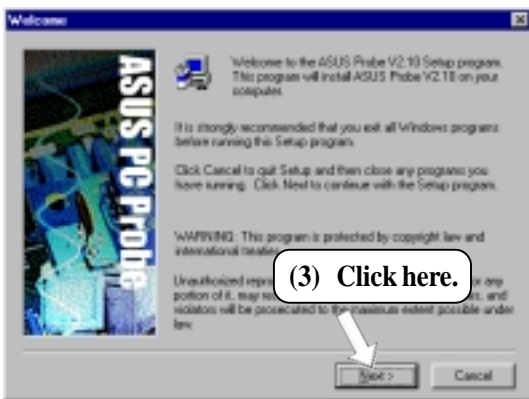 Welcome
ASUS PC Probe
Welcome to the ASUS Probe V2.10 Setup program.
This program will install ASUS Probe V2.10 on your
computer.
It is strongly recommended that you exit all Windows programs
before running this Setup program.
Click Cancel to quit Setup and then close any programs you
have running. Click Next to continue with the Setup program.
WARNING: This program is protected by copyright law and
international treaties.
Unauthorized or any
portion of it, may and
violators will be prosecuted to the maximum extent possible under
law.
(3) Click here.
Next >
Cancel